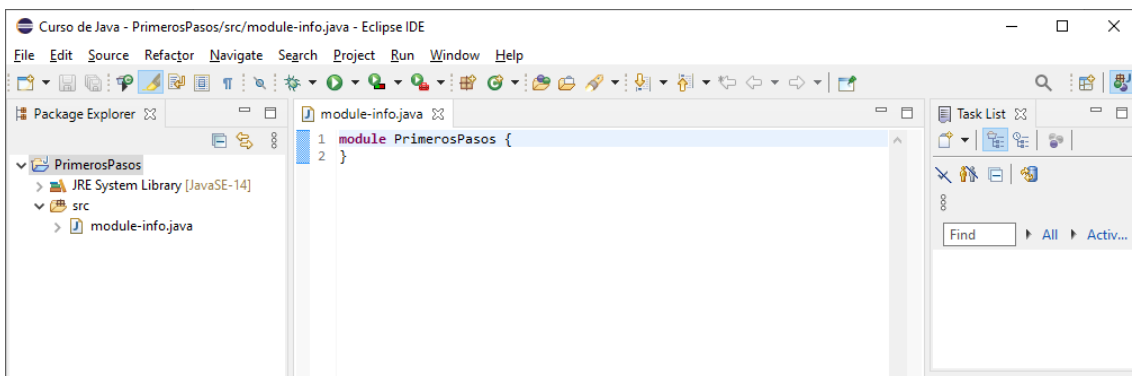 Curso de Java - PrimerosPasos/src/module-info.java - Eclipse IDE
File Edit Source Refactor Navigate Search Project Run Window Help
Package Explorer
PrimerosPasos
JRE System Library [JavaSE-14]
src
module-info.java
module-info.java
1 module PrimerosPasos {
2 }
Task List
Find All Activ...